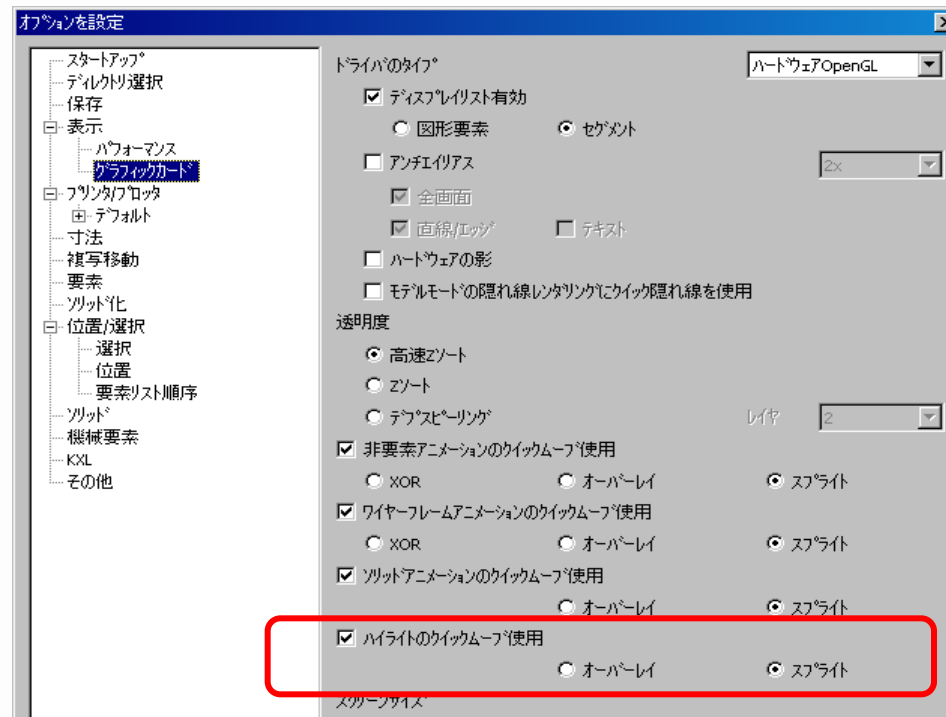 オプションを設定
スタートアップ
ディレクトリ選択
保存
表示
パフォーマンス
グラフィックカード
プリンタ/プロッタ
デフォルト
寸法
複写移動
要素
ソリッド化
位置/選択
選択
位置
要素リスト順序
ソリッド
機械要素
KXL
その他
ドライバのタイプ ハードウェアOpenGL
ディスプレイリスト有効
図形要素 セグメント
アンチエイリアス 2x
全画面
直線/エッジ テキスト
ハードウェアの影
モデルモードの隠れ線レンダリングにクイック隠れ線を使用
透明度
高速Zソート
Zソート
デプスピーリング レイヤ 2
非要素アニメーションのクイックムーブ使用
XOR オーバーレイ スプライト
ワイヤーフレームアニメーションのクイックムーブ使用
XOR オーバーレイ スプライト
ソリッドアニメーションのクイックムーブ使用
オーバーレイ スプライト
ハイライトのクイックムーブ使用
オーバーレイ スプライト
スクリーンサイズ